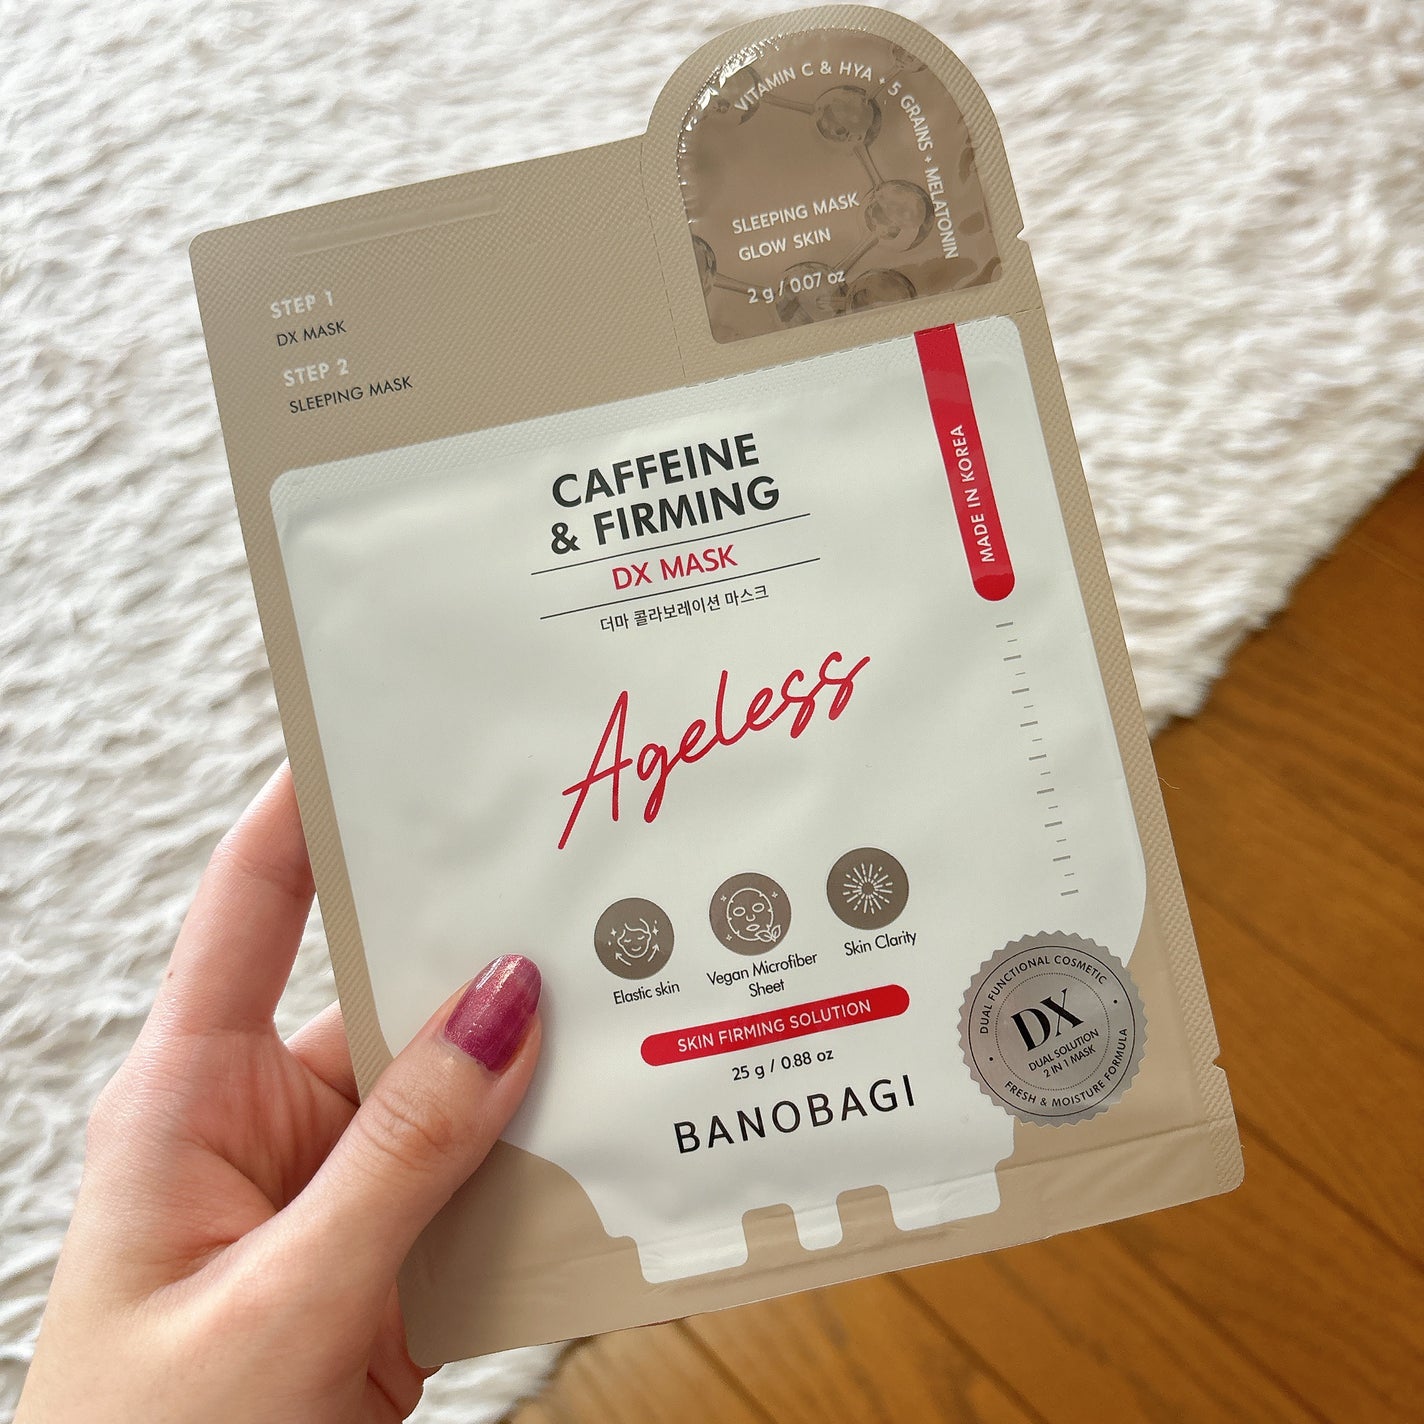 VITAMIN C & HYA + 5 GRAINS + MELATONIN
SLEEPING MASK
GLOW SKIN
2 g / 0.07 oz
STEP 1
DX MASK
STEP 2
SLEEPING MASK
MADE IN KOREA
CAFFEINE
& FIRMING
DX MASK
더마 콜라보레이션 마스크
Ageless
Elastic skin
Vegan Microfiber
Sheet
Skin Clarity
SKIN FIRMING SOLUTION
25 g / 0.88 oz
BANOBAGI
DUAL FUNCTIONAL COSMETIC
DX
DUAL SOLUTION
2 IN 1 MASK
FRESH & MOISTURE FORMULA